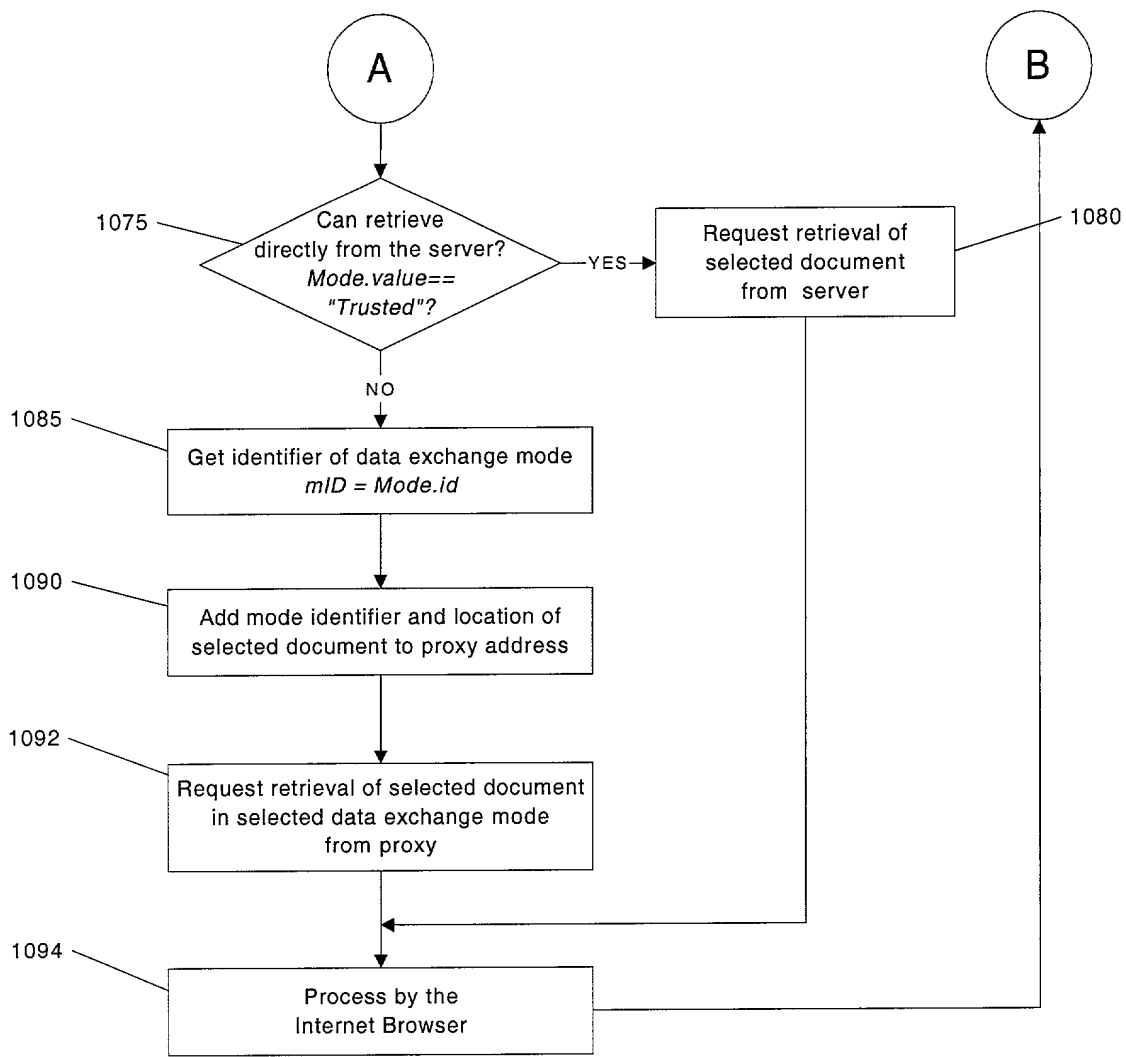 A
B
1075
Can retrieve
directly from the server?
Mode.value==
"Trusted"?
YES
Request retrieval of
selected document
from server
1080
NO
1085
Get identifier of data exchange mode
mID = Mode.id
1090
Add mode identifier and location of
selected document to proxy address
1092
Request retrieval of selected document
in selected data exchange mode
from proxy
1094
Process by the
Internet Browser